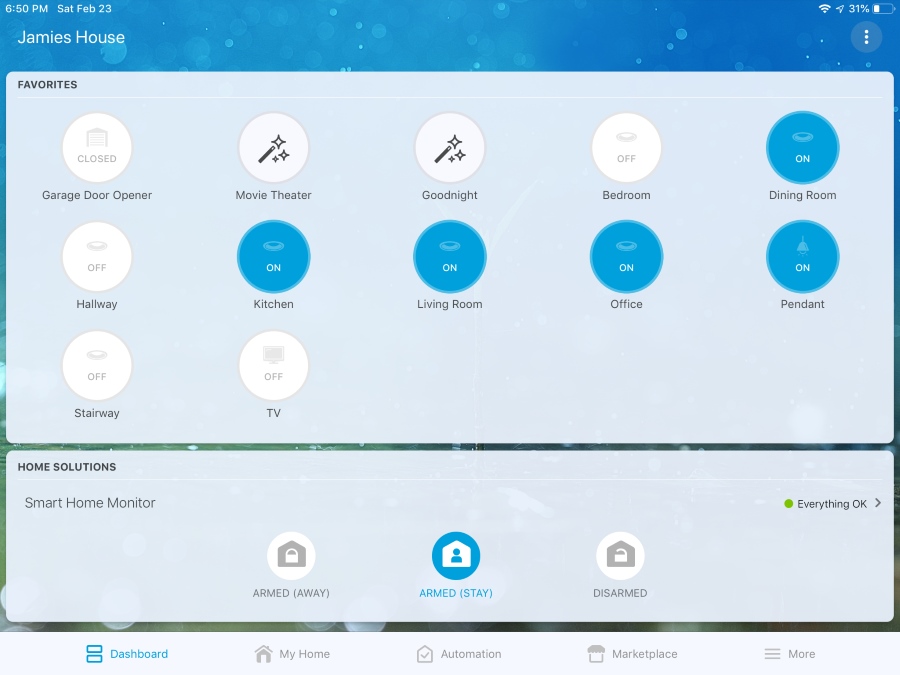 6:50 PM Sat Feb 23 31%
Jamies House
FAVORITES
CLOSED OFF ON
Garage Door Opener Movie Theater Goodnight Bedroom Dining Room
OFF ON ON ON ON
Hallway Kitchen Living Room Office Pendant
OFF OFF
Stairway TV
HOME SOLUTIONS
Smart Home Monitor Everything OK
ARMED (AWAY) ARMED (STAY) DISARMED
Dashboard My Home Automation Marketplace More